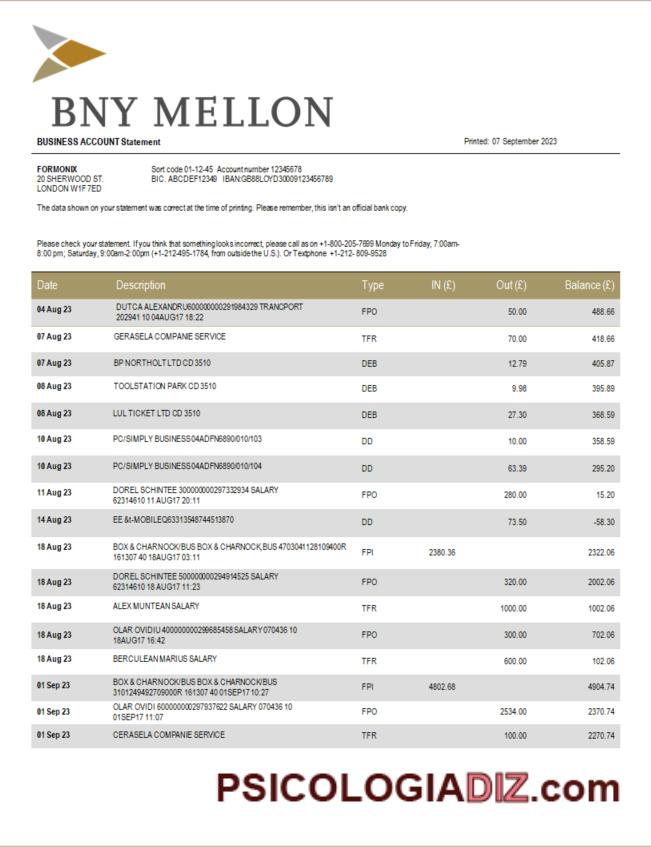 BNY MELLON
BUSINESS ACCOUNT Statement Printed: 07 September 2023
FORMONIX Sort code 01-12-45 Account number 12345678
20 SHERWOOD ST. BIC: ABCDEF12349 IBAN:GB88LOYD30009123456789
LONDON W1F 7ED
The data shown on your statement was correct at the time of printing. Please remember, this isn't an official bank copy.
Please check your statement. If you think that something looks incorrect, please call as on +1-800-205-7699 Monday to Friday, 7:00am-
8:00 pm; Saturday, 9:00am-2:00pm (+1-212-495-1784, from outside the U.S.). Or Textphone +1-212- 809-9528
Date Description Type IN (£) Out (£) Balance (£)
04 Aug 23 DUTCA ALEXANDRU600000000291984329 TRANCPORT FPO 50.00 488.66
202941 10 04AUG17 18:22
07 Aug 23 GERASELA COMPANIE SERVICE TFR 70.00 418.66
07 Aug 23 BP NORTHOLT LTD CD 3510 DEB 12.79 405.87
08 Aug 23 TOOLSTATION PARK CD 3510 DEB 9.98 395.89
08 Aug 23 LUL TICKET LTD CD 3510 DEB 27.30 368.59
10 Aug 23 PC/SIMPLY BUSINESS04ADFN6890/010/103 DD 10.00 358.59
10 Aug 23 PC/SIMPLY BUSINESS04ADFN6890/010/104 DD 63.39 295.20
11 Aug 23 DOREL SCHINTEE 300000000297332934 SALARY FPO 280.00 15.20
62314610 11 AUG17 20:11
14 Aug 23 EE &t-MOBILEQ63313548744513870 DD 73.50 -58.30
18 Aug 23 BOX & CHARNOCK/BUS BOX & CHARNOCK,BUS 4703041128109400R FPI 2380.36 2322.06
161307 40 18AUG17 03:11
18 Aug 23 DOREL SCHINTEE 500000000294914525 SALARY FPO 320.00 2002.06
62314610 18 AUG17 11:23
18 Aug 23 ALEX MUNTEAN SALARY TFR 1000.00 1002.06
18 Aug 23 OLAR OVIDIU 400000000299685458 SALARY 070436 10 FPO 300.00 702.06
18AUG17 16:42
18 Aug 23 BERCULEAN MARIUS SALARY TFR 600.00 102.06
01 Sep 23 BOX & CHARNOCK/BUS BOX & CHARNOCK/BUS FPI 4802.68 4904.74
3101249492709000R 161307 40 01SEP17 10:27
01 Sep 23 OLAR OVIDI 600000000297937622 SALARY 070436 10 FPO 2534.00 2370.74
01SEP17 11:07
01 Sep 23 CERASELA COMPANIE SERVICE TFR 100.00 2270.74
PSICOLOGIADIZ.com